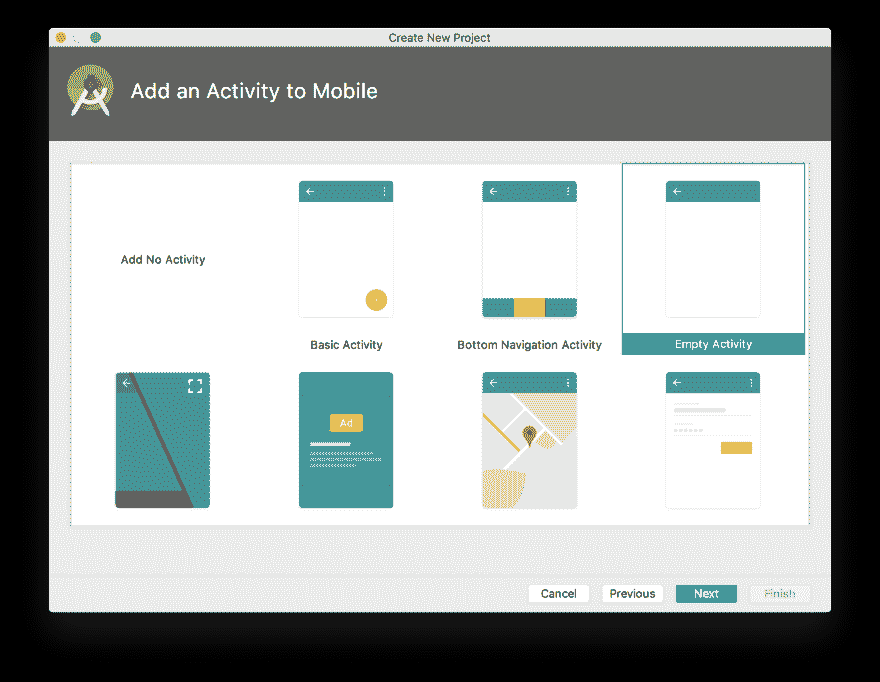 Create New Project
Add an Activity to Mobile
Add No Activity
Basic Activity
Bottom Navigation Activity
Empty Activity
Ad
Cancel
Previous
Next
Finish